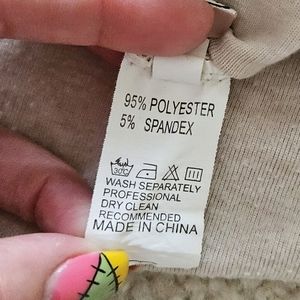 95% POLYESTER
5% SPANDEX
30°C
WASH SEPARATELY
PROFESSIONAL
DRY CLEAN
RECOMMENDED
MADE IN CHINA